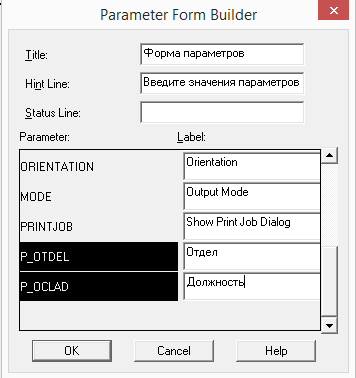 Parameter Form Builder
Title: Форма параметров
Hint Line: Введите значения параметров
Status Line:
Parameter: Label:
ORIENTATION Orientation
MODE Output Mode
PRINTJOB Show Print Job Dialog
P_OTDEL Отдел
P_OCLAD Должность
OK Cancel Help